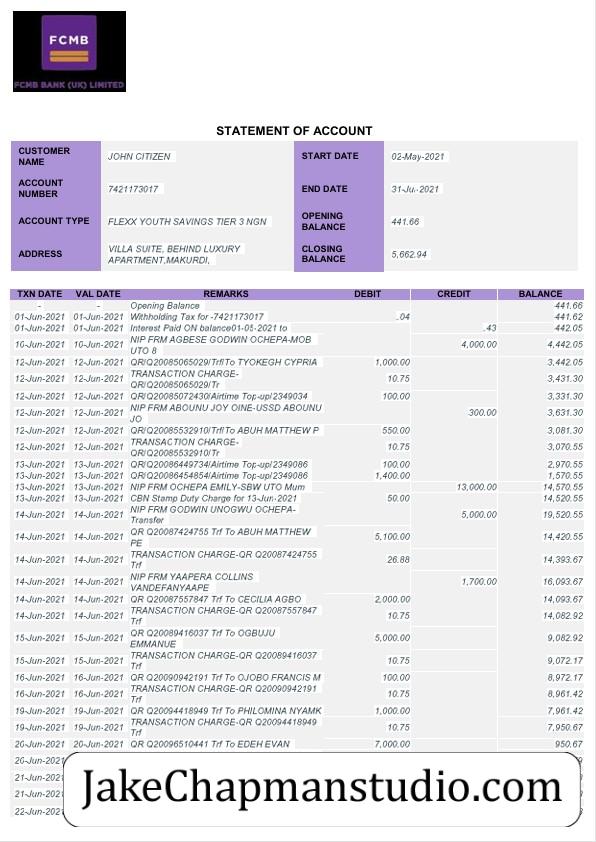 FCMB
FCMB BANK (UK) LIMITED
STATEMENT OF ACCOUNT
CUSTOMER NAME JOHN CITIZEN START DATE 02-May-2021
ACCOUNT NUMBER 7421173017 END DATE 31-Jul-2021
ACCOUNT TYPE FLEXX YOUTH SAVINGS TIER 3 NGN OPENING BALANCE 441.66
ADDRESS VILLA SUITE, BEHIND LUXURY APARTMENT,MAKURDI, CLOSING BALANCE 5,662.94
TXN DATE VAL DATE REMARKS DEBIT CREDIT BALANCE
- - Opening Balance 441.66
01-Jun-2021 01-Jun-2021 Withholding Tax for -7421173017 .04 441.62
01-Jun-2021 01-Jun-2021 Interest Paid ON balance01-05-2021 to .43 442.05
10-Jun-2021 10-Jun-2021 NIP FRM AGBESE GODWIN OCHEPA-MOB UTO 8 4,000.00 4,442.05
12-Jun-2021 12-Jun-2021 QR/Q20085065029/Trf/To TYOKEGH CYPRIA 1,000.00 3,442.05
12-Jun-2021 12-Jun-2021 TRANSACTION CHARGE-QR/Q20085065029/Tr 10.75 3,431.30
12-Jun-2021 12-Jun-2021 QR/Q20085072430/Airtime Top-up/2349034 100.00 3,331.30
12-Jun-2021 12-Jun-2021 NIP FRM ABOUNU JOY OINE-USSD ABOUNU JO 300.00 3,631.30
12-Jun-2021 12-Jun-2021 QR/Q20085532910/Trf/To ABUH MATTHEW P 550.00 3,081.30
12-Jun-2021 12-Jun-2021 TRANSACTION CHARGE-QR/Q20085532910/Tr 10.75 3,070.55
13-Jun-2021 13-Jun-2021 QR/Q20086449734/Airtime Top-up/2349086 100.00 2,970.55
13-Jun-2021 13-Jun-2021 QR/Q20086454854/Airtime Top-up/2349086 1,400.00 1,570.55
13-Jun-2021 13-Jun-2021 NIP FRM OCHEPA EMILY-SBW UTO Mum 13,000.00 14,570.55
13-Jun-2021 13-Jun-2021 CBN Stamp Duty Charge for 13-Jun-2021 50.00 14,520.55
14-Jun-2021 14-Jun-2021 NIP FRM GODWIN UNOGWU OCHEPA-Transfer 5,000.00 19,520.55
14-Jun-2021 14-Jun-2021 QR Q20087424755 Trf To ABUH MATTHEW PE 5,100.00 14,420.55
14-Jun-2021 14-Jun-2021 TRANSACTION CHARGE-QR Q20087424755 Trf 26.88 14,393.67
14-Jun-2021 14-Jun-2021 NIP FRM YAAPERA COLLINS VANDEFANYAAPE 1,700.00 16,093.67
14-Jun-2021 14-Jun-2021 QR Q20087557847 Trf To CECILIA AGBO 2,000.00 14,093.67
14-Jun-2021 14-Jun-2021 TRANSACTION CHARGE-QR Q20087557847 Trf 10.75 14,082.92
15-Jun-2021 15-Jun-2021 QR Q20089416037 Trf To OGBUJU EMMANUE 5,000.00 9,082.92
15-Jun-2021 15-Jun-2021 TRANSACTION CHARGE-QR Q20089416037 Trf 10.75 9,072.17
16-Jun-2021 16-Jun-2021 QR Q20090942191 Trf To OJOBO FRANCIS M 100.00 8,972.17
16-Jun-2021 16-Jun-2021 TRANSACTION CHARGE-QR Q20090942191 Trf 10.75 8,961.42
19-Jun-2021 19-Jun-2021 QR Q20094418949 Trf To PHILOMINA NYAMK 1,000.00 7,961.42
19-Jun-2021 19-Jun-2021 TRANSACTION CHARGE-QR Q20094418949 Trf 10.75 7,950.67
20-Jun-2021 20-Jun-2021 QR Q20096510441 Trf To EDEH EVAN 7,000.00 950.67
20-Jun-2021
21-Jun-2021
21-Jun-2021
22-Jun-2021
JakeChapmanstudio.com